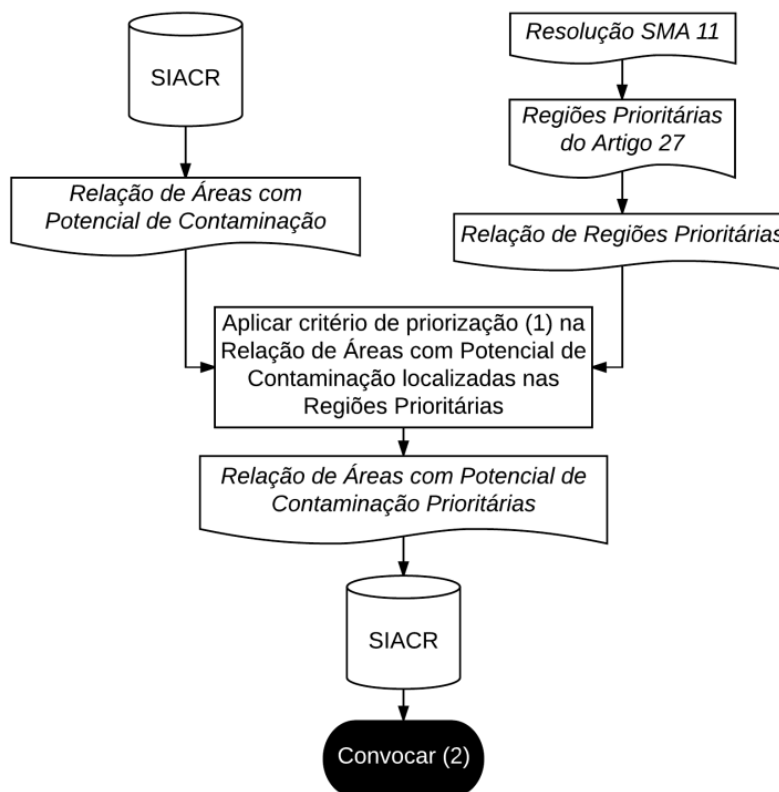 SIACR
Resolução SMA 11
Regiões Prioritárias
do Artigo 27
Relação de Áreas com
Potencial de Contaminação
Relação de Regiões Prioritárias
Aplicar critério de priorização (1) na
Relação de Áreas com Potencial de
Contaminação localizadas nas
Regiões Prioritárias
Relação de Áreas com Potencial de
Contaminação Prioritárias
SIACR
Convocar (2)